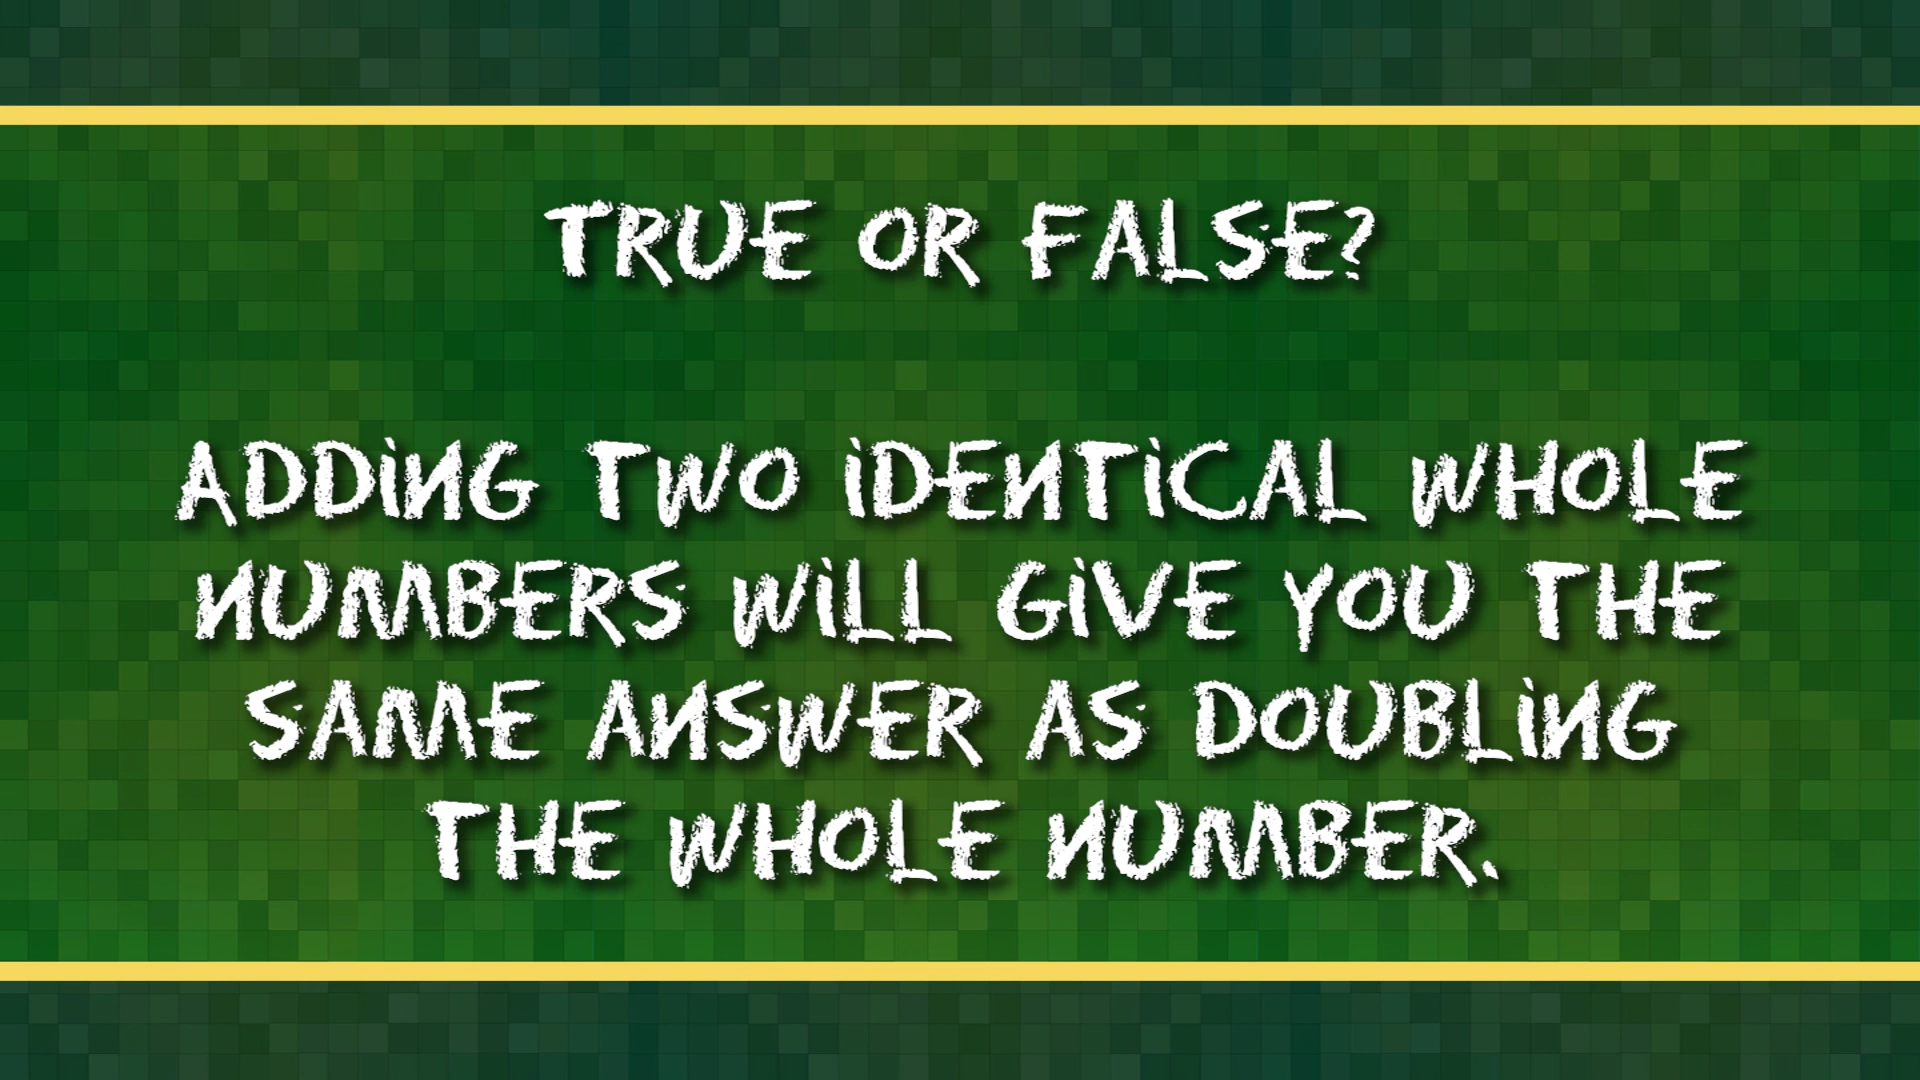 TRUE OR FALSE?
ADDING TWO IDENTICAL WHOLE
NUMBERS WILL GIVE YOU THE
SAME ANSWER AS DOUBLING
THE WHOLE NUMBER.